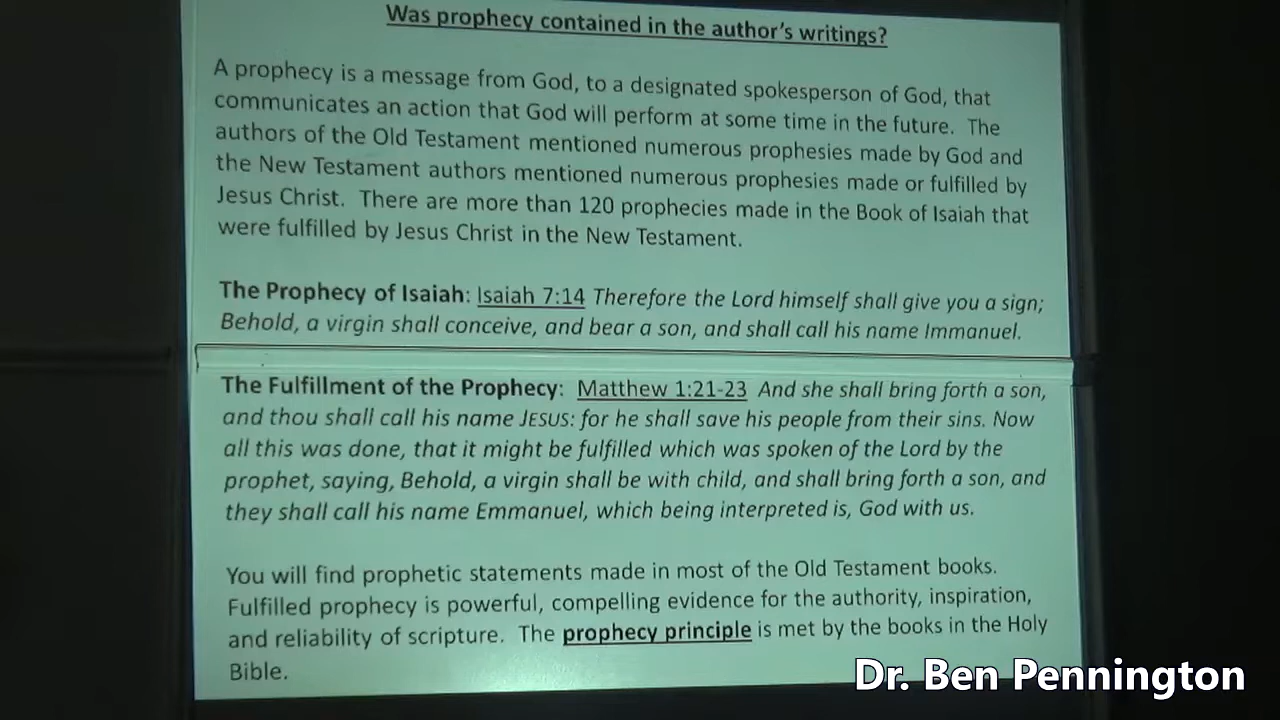 Was prophecy contained in the author's writings?
A prophecy is a message from God, to a designated spokesperson of God, that
communicates an action that God will perform at some time in the future. The
authors of the Old Testament mentioned numerous prophesies made by God and
the New Testament authors mentioned numerous prophesies made or fulfilled by
Jesus Christ. There are more than 120 prophecies made in the Book of Isaiah that
were fulfilled by Jesus Christ in the New Testament.
The Prophecy of Isaiah: Isaiah 7:14 Therefore the Lord himself shall give you a sign;
Behold, a virgin shall conceive, and bear a son, and shall call his name Immanuel.
The Fulfillment of the Prophecy: Matthew 1:21-23 And she shall bring forth a son,
and thou shall call his name JESUS: for he shall save his people from their sins. Now
all this was done, that it might be fulfilled which was spoken of the Lord by the
prophet, saying, Behold, a virgin shall be with child, and shall bring forth a son, and
they shall call his name Emmanuel, which being interpreted is, God with us.
You will find prophetic statements made in most of the Old Testament books.
Fulfilled prophecy is powerful, compelling evidence for the authority, inspiration,
and reliability of scripture. The prophecy principle is met by the books in the Holy
Bible.
Dr. Ben Pennington